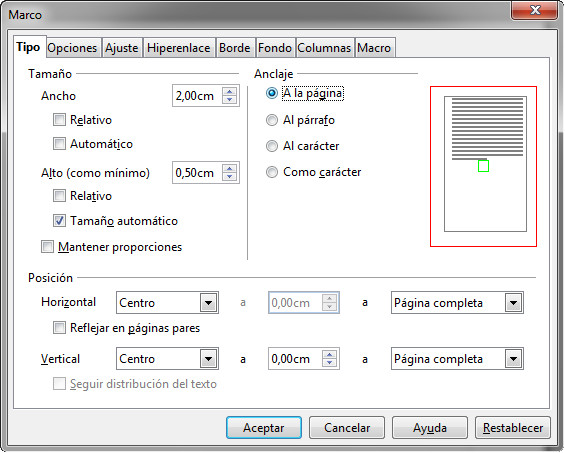 Marco
Tipo Opciones Ajuste Hiperenlace Borde Fondo Columnas Macro
Tamaño
Ancho 2,00cm
Relativo
Automático
Alto (como mínimo) 0,50cm
Relativo
Tamaño automático
Mantener proporciones
Anclaje
A la página
Al párrafo
Al carácter
Como carácter
Posición
Horizontal Centro a 0,00cm a Página completa
Reflejar en páginas pares
Vertical Centro a 0,00cm a Página completa
Seguir distribución del texto
Aceptar Cancelar Ayuda Restablecer